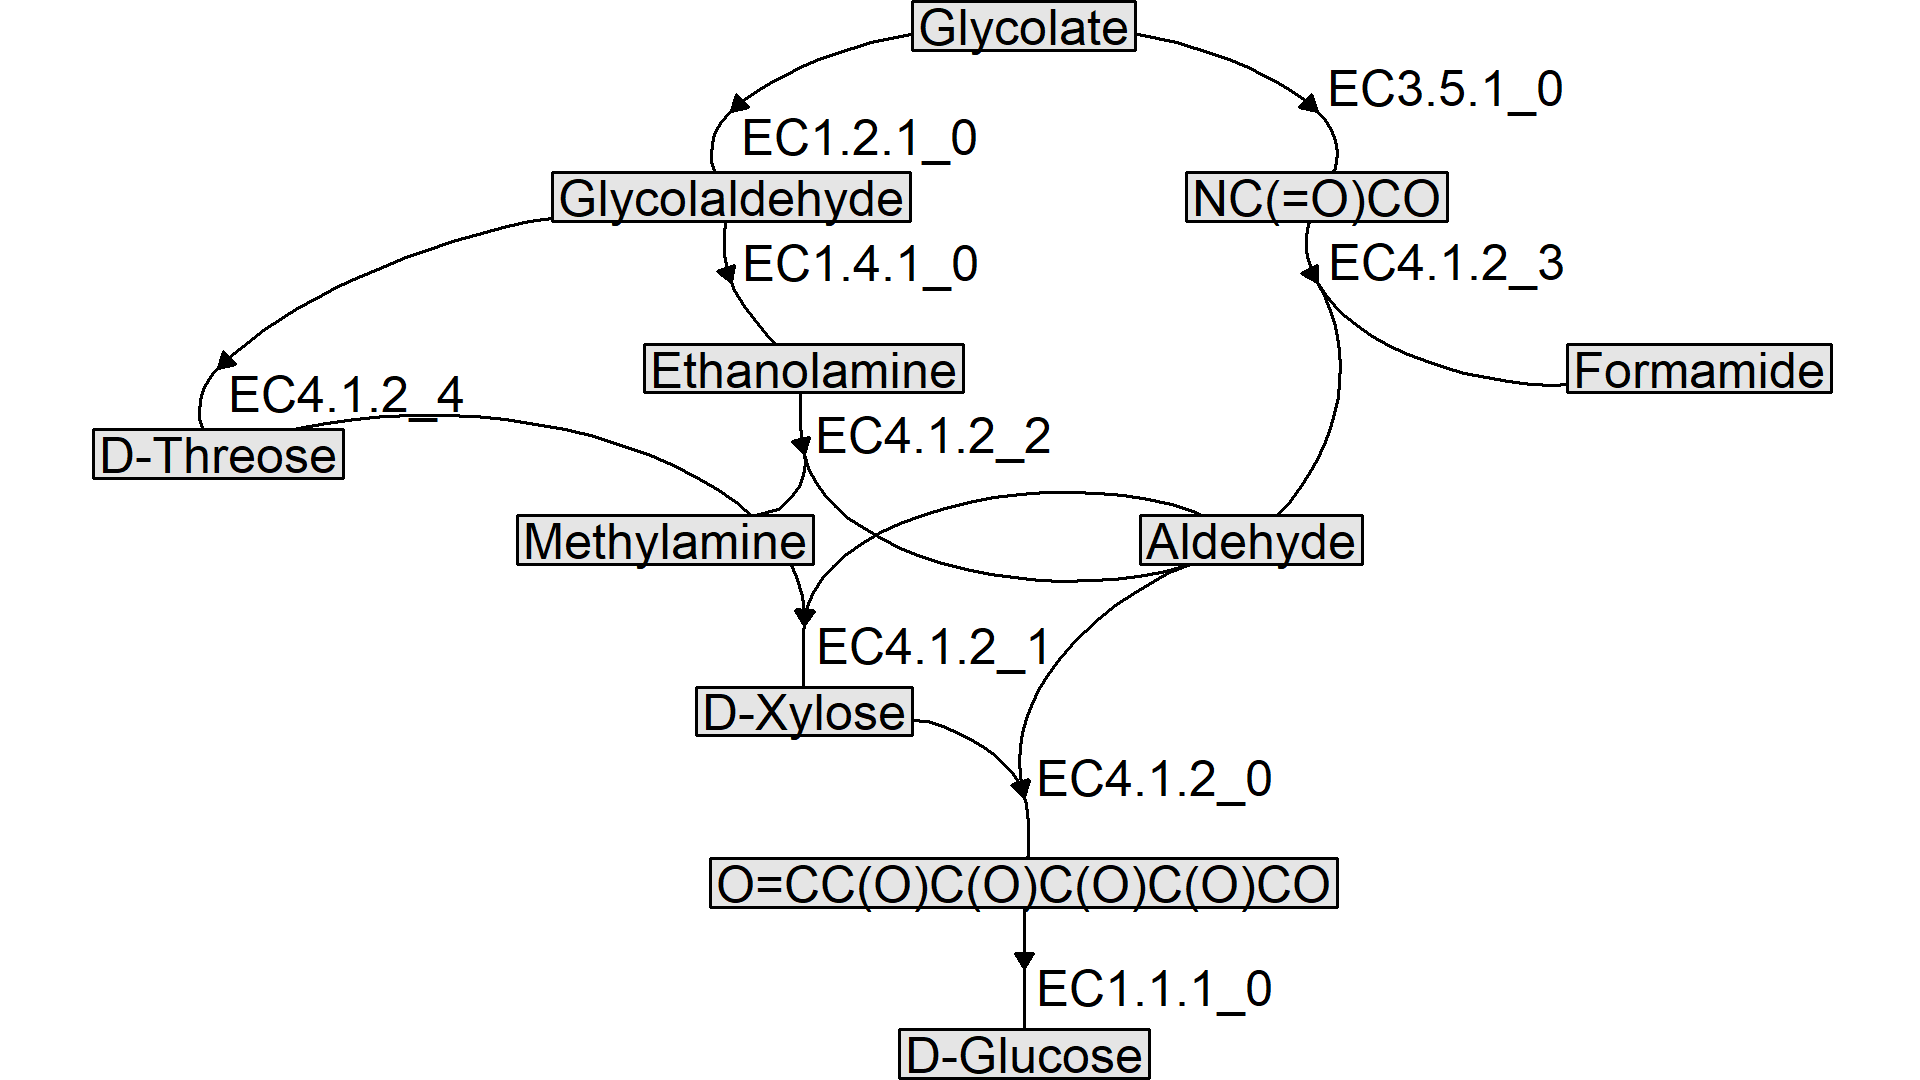 Glycolate
EC3.5.1_0
EC1.2.1_0
Glycolaldehyde
NC(=O)CO
EC1.4.1_0
EC4.1.2_3
Ethanolamine
Formamide
EC4.1.2_4
EC4.1.2_2
D-Threose
Methylamine
Aldehyde
EC4.1.2_1
D-Xylose
EC4.1.2_0
O=CC(O)C(O)C(O)C(O)CO
EC1.1.1_0
D-Glucose